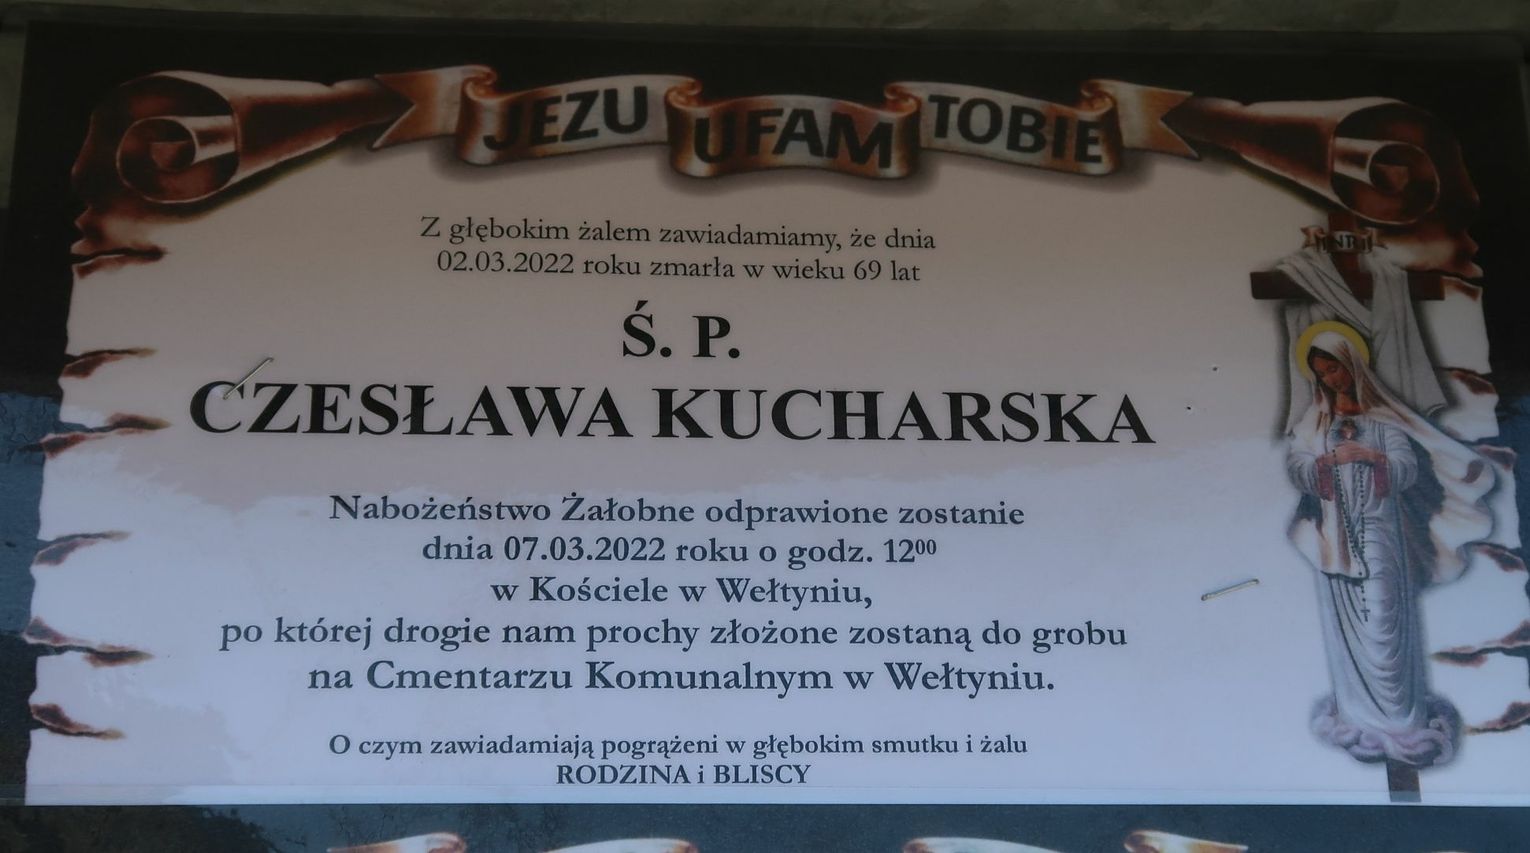 JEZU UFAM TOBIE
INRI
Z głębokim żalem zawiadamiamy, że dnia
02.03.2022 roku zmarła w wieku 69 lat
Ś. P.
CZESŁAWA KUCHARSKA
Nabożeństwo Żałobne odprawione zostanie
dnia 07.03.2022 roku o godz. 12⁰⁰
w Kościele w Wełtyniu,
po której drogie nam prochy złożone zostaną do grobu
na Cmentarzu Komunalnym w Wełtyniu.
O czym zawiadamiają pogrążeni w głębokim smutku i żalu
RODZINA i BLISCY